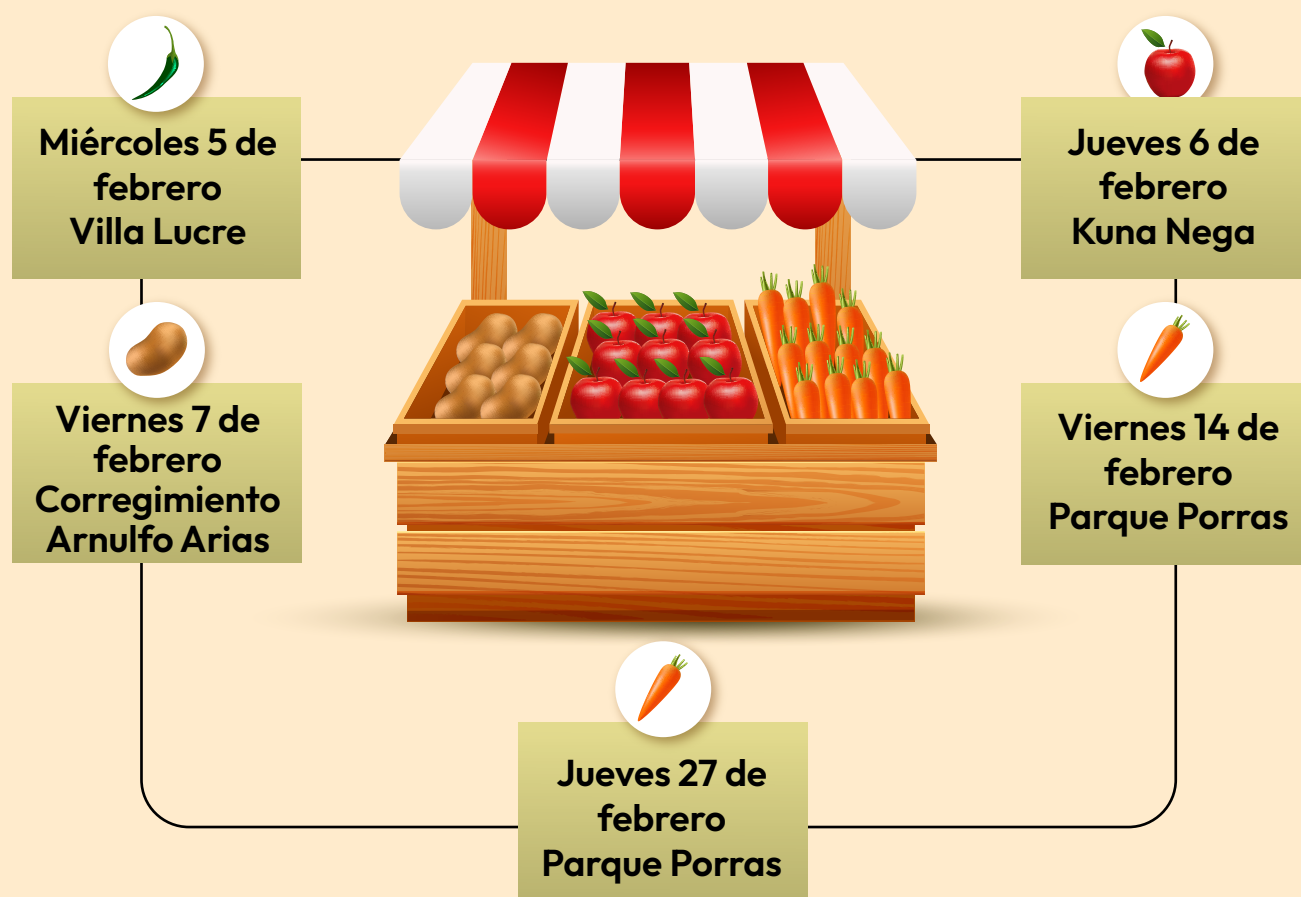 Miércoles 5 de
febrero
Villa Lucre
Jueves 6 de
febrero
Kuna Nega
Viernes 7 de
febrero
Corregimiento
Arnulfo Arias
Viernes 14 de
febrero
Parque Porras
Jueves 27 de
febrero
Parque Porras